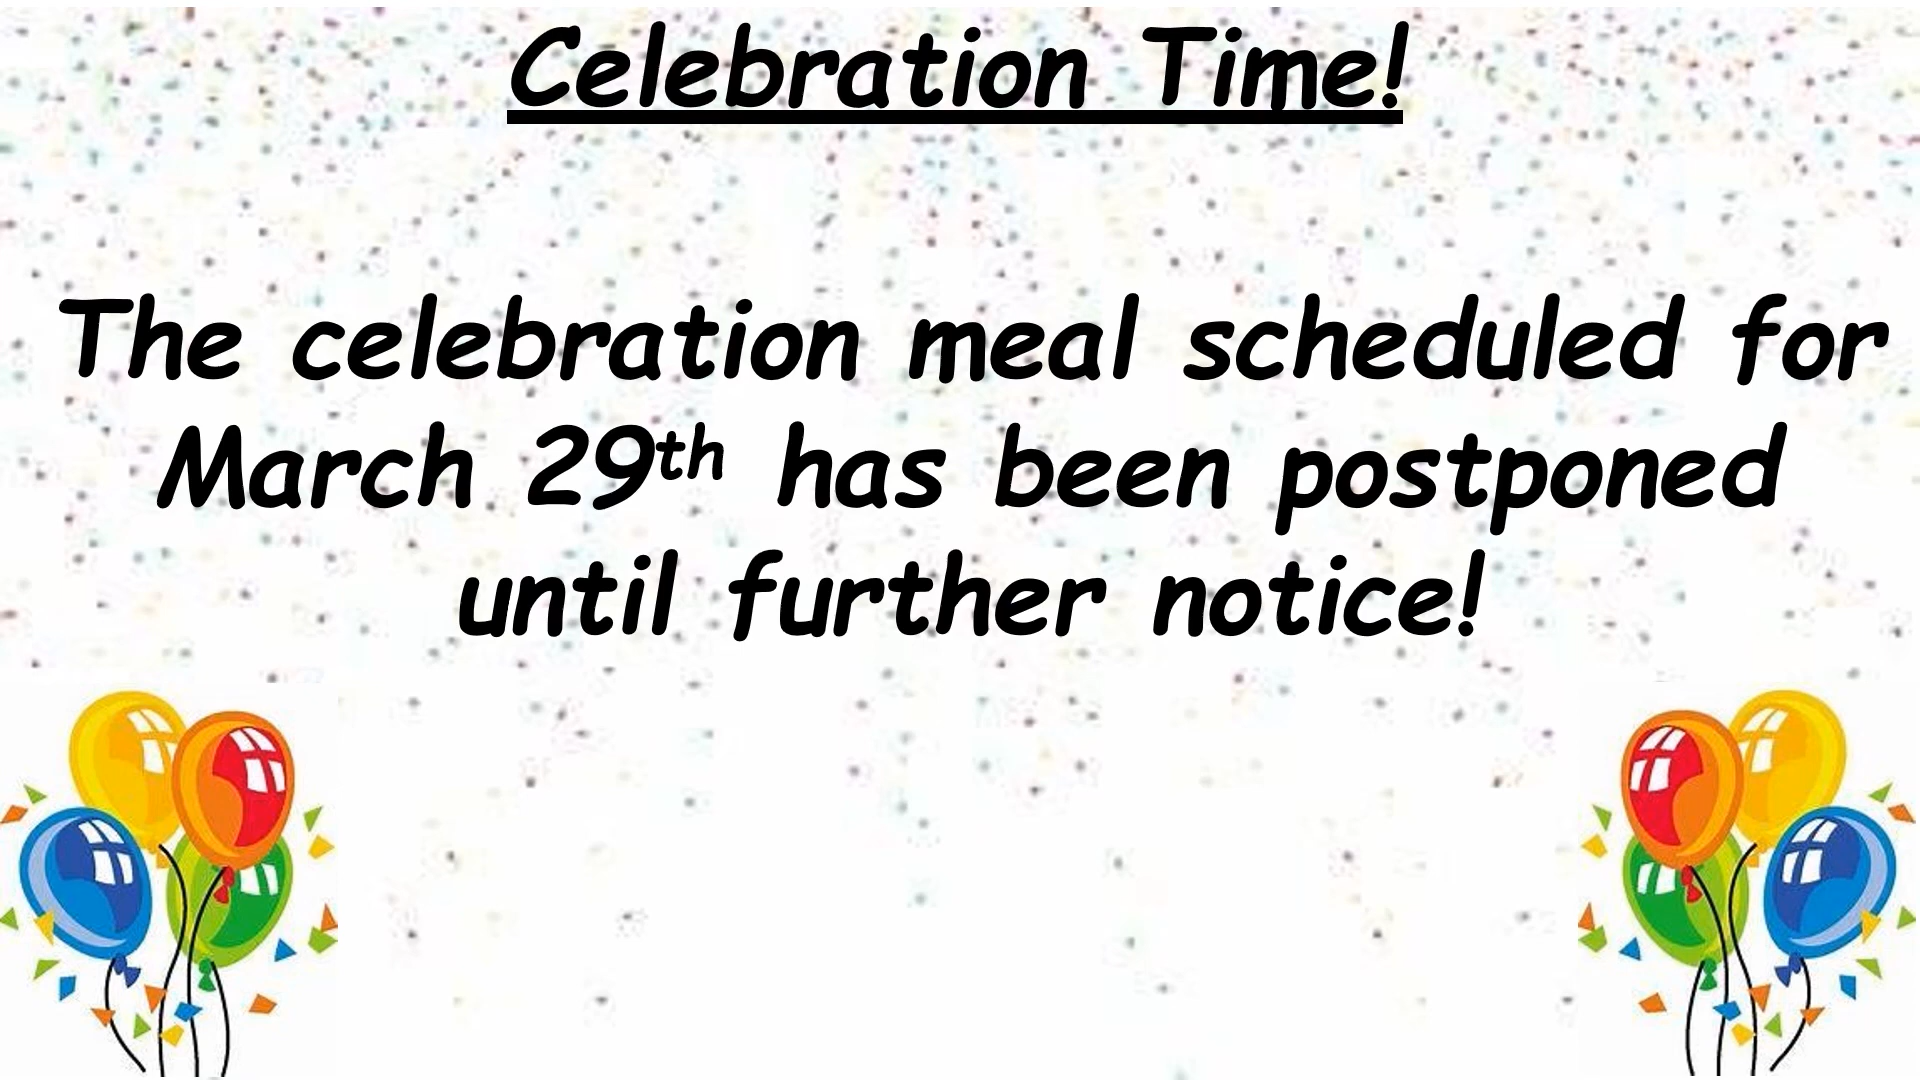 Celebration Time!
The celebration meal scheduled for
March 29th has been postponed
until further notice!